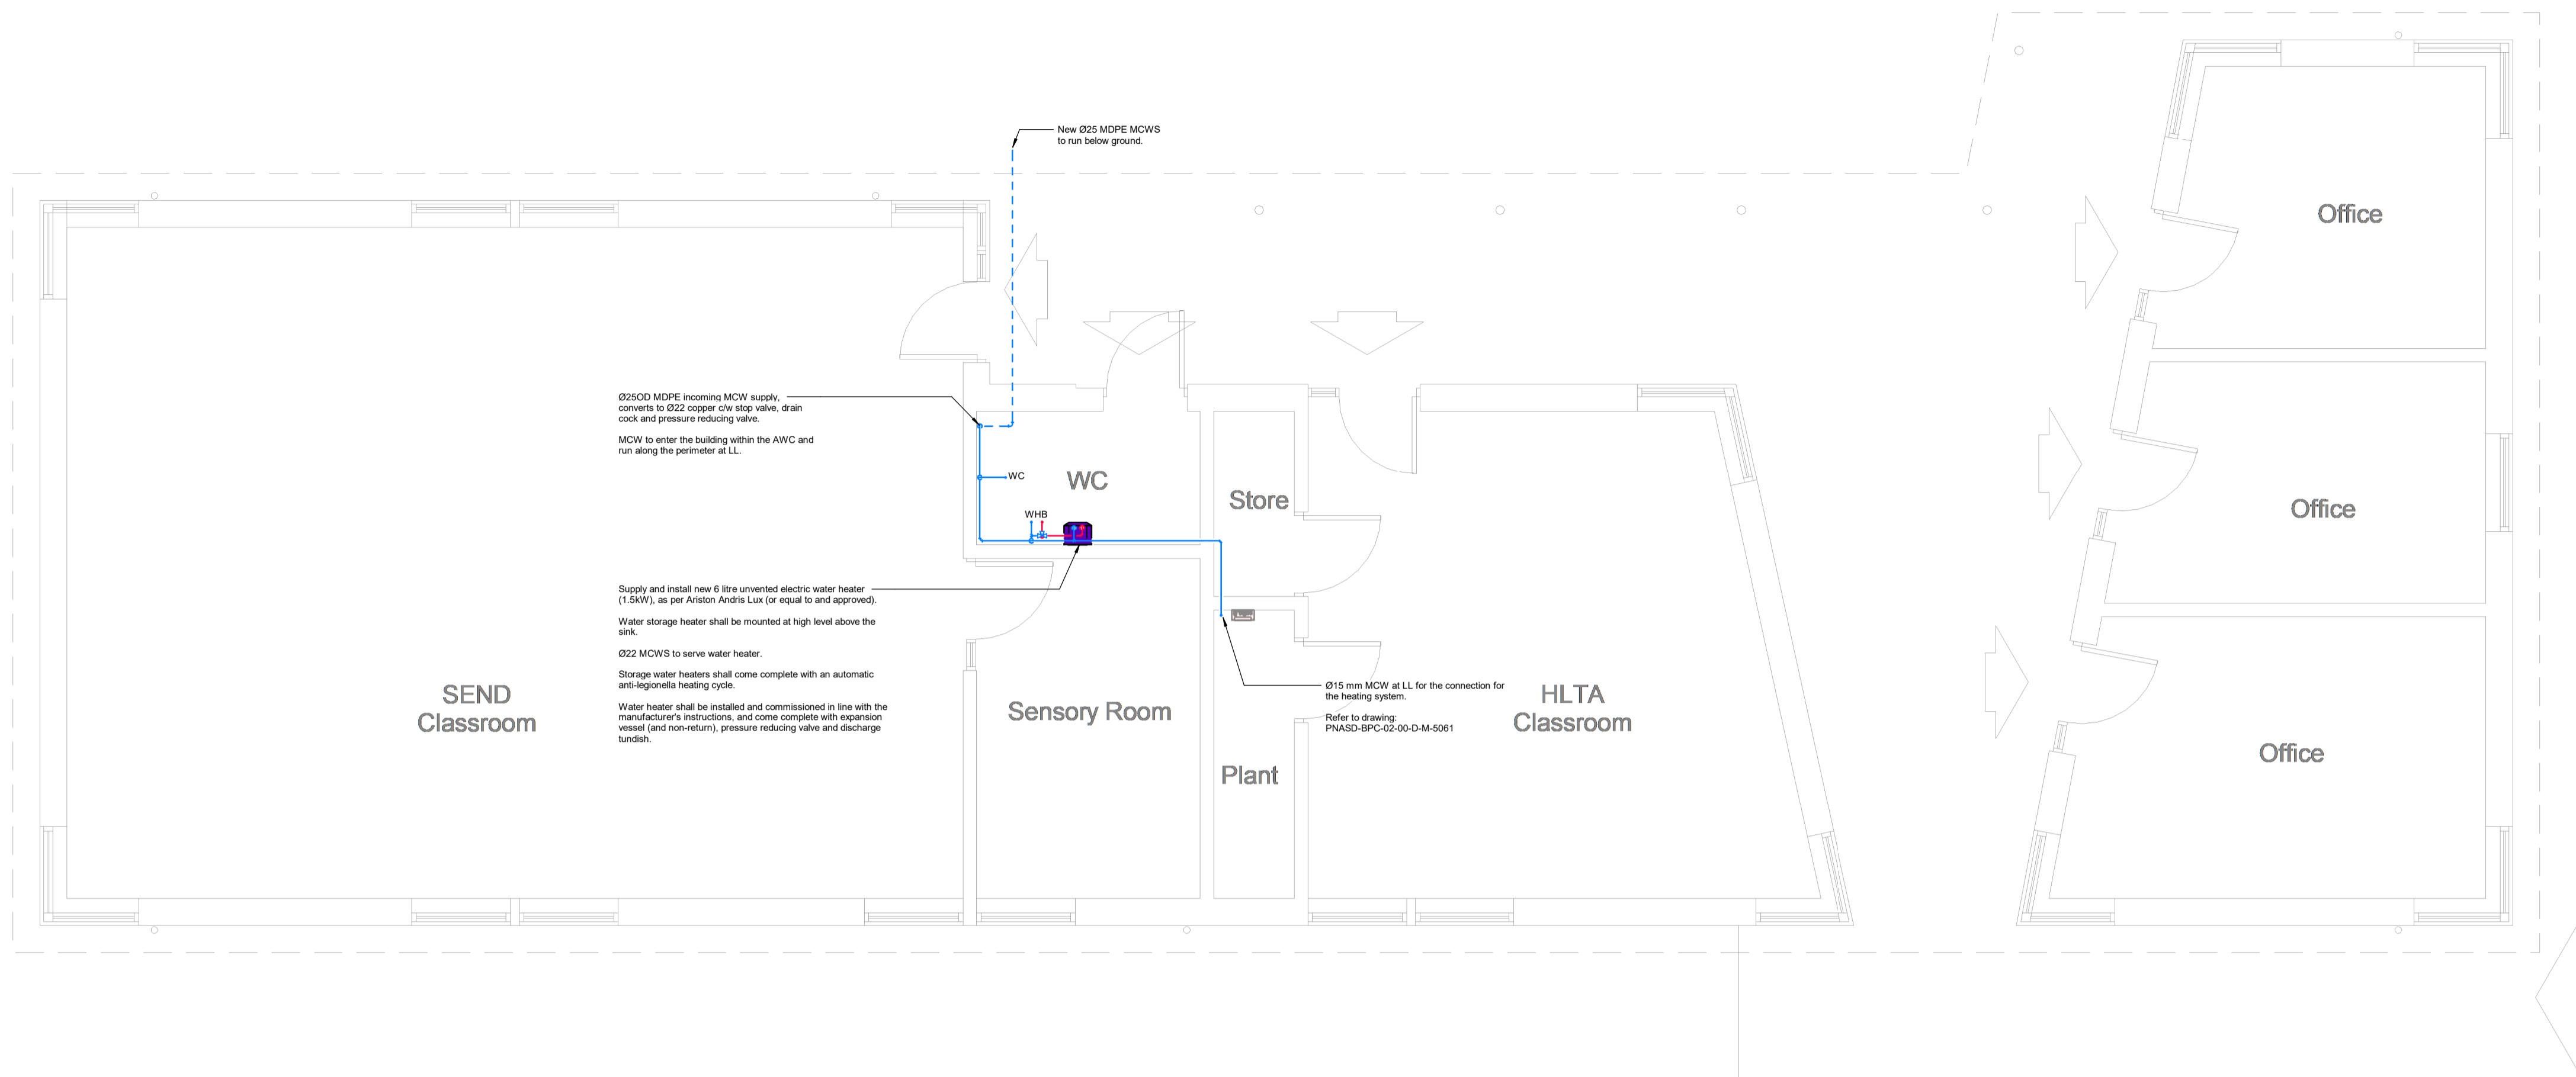 New Ø25 MDPE MCWS
to run below ground.
Office
Ø25OD MDPE incoming MCW supply,
converts to Ø22 copper c/w stop valve, drain
cock and pressure reducing valve.
MCW to enter the building within the AWC and
run along the perimeter at LL.
WC
WC
Store
Office
WHB
Supply and install new 6 litre unvented electric water heater
(1.5kW), as per Ariston Andris Lux (or equal to and approved).
Water storage heater shall be mounted at high level above the
sink.
Ø22 MCWS to serve water heater.
Storage water heaters shall come complete with an automatic
anti-legionella heating cycle.
Water heater shall be installed and commissioned in line with the
manufacturer's instructions, and come complete with expansion
vessel (and non-return), pressure reducing valve and discharge
tundish.
SEND
Classroom
Sensory Room
Ø15 mm MCW at LL for the connection for
the heating system.
Refer to drawing:
PNASD-BPC-02-00-D-M-5061
HLTA
Classroom
Plant
Office